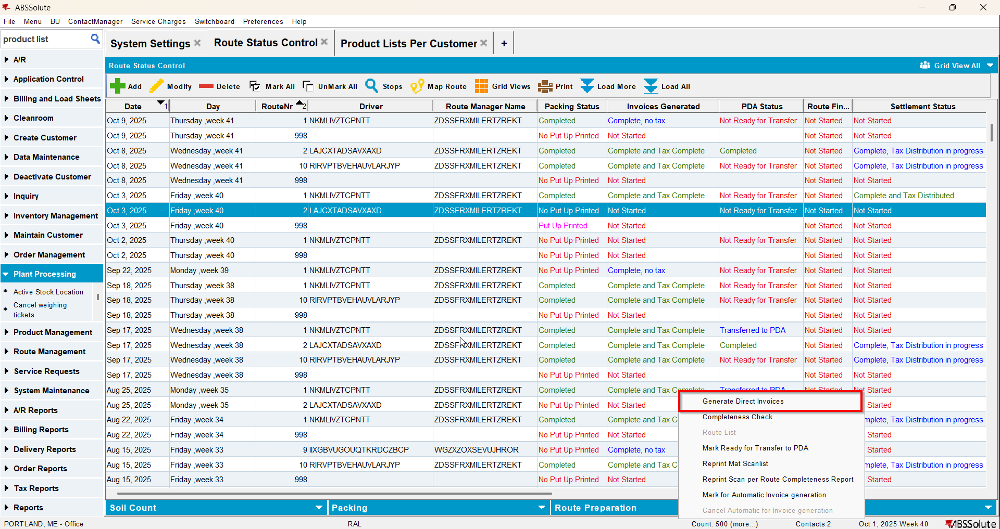 ABSSolute
File Menu BU ContactManager Service Charges Switchboard Preferences Help
product list
System Settings Route Status Control Product Lists Per Customer +
A/R
Application Control
Billing and Load Sheets
Cleanroom
Create Customer
Data Maintenance
Deactivate Customer
Inquiry
Inventory Management
Maintain Customer
Order Management
Plant Processing
Active Stock Location
Cancel weighing
tickets
Product Management
Route Management
Service Requests
System Maintenance
A/R Reports
Billing Reports
Delivery Reports
Order Reports
Tax Reports
Reports
Route Status Control Grid View All
Add Modify Delete Mark All UnMark All Stops Map Route Grid Views Print Load More Load All
Date 1 Day RouteNr 2 Driver Route Manager Name Packing Status Invoices Generated PDA Status Route Fin... Settlement Status
Oct 9, 2025 Thursday ,week 41 1 NKMLIVZTCPNTT ZDSSFRXMILERTZREKT Completed Complete, no tax Not Ready for Transfer Not Started Not Started
Oct 9, 2025 Thursday ,week 41 998 No Put Up Printed Not Started Not Started Not Started
Oct 8, 2025 Wednesday ,week 41 2 LAJCXTADSAVXAXD ZDSSFRXMILERTZREKT Completed Complete and Tax Complete Completed Not Started Complete, Tax Distribution in progress
Oct 8, 2025 Wednesday ,week 41 10 RIRVPTBVEHAUVLARJYP ZDSSFRXMILERTZREKT Completed Complete and Tax Complete Not Ready for Transfer Not Started Complete, Tax Distribution in progress
Oct 8, 2025 Wednesday ,week 41 998 No Put Up Printed Not Started Not Started Not Started
Oct 3, 2025 Friday ,week 40 1 NKMLIVZTCPNTT ZDSSFRXMILERTZREKT Completed Complete and Tax Complete Not Ready for Transfer Not Started Complete and Tax Distributed
Oct 3, 2025 Friday ,week 40 2 LAJCXTADSAVXAXD ZDSSFRXMILERTZREKT No Put Up Printed Not Started Not Ready for Transfer Not Started Not Started
Oct 3, 2025 Friday ,week 40 998 Put Up Printed Not Started Not Started Not Started
Oct 2, 2025 Thursday ,week 40 1 NKMLIVZTCPNTT ZDSSFRXMILERTZREKT No Put Up Printed Not Started Not Ready for Transfer Not Started Not Started
Oct 2, 2025 Thursday ,week 40 998 No Put Up Printed Not Started Not Started Not Started
Sep 22, 2025 Monday ,week 39 1 NKMLIVZTCPNTT ZDSSFRXMILERTZREKT No Put Up Printed Complete, no tax Not Ready for Transfer Not Started Not Started
Sep 18, 2025 Thursday ,week 38 1 NKMLIVZTCPNTT ZDSSFRXMILERTZREKT Completed Complete and Tax Complete Not Ready for Transfer Not Started Not Started
Sep 18, 2025 Thursday ,week 38 10 RIRVPTBVEHAUVLARJYP ZDSSFRXMILERTZREKT Completed Complete and Tax Complete Not Ready for Transfer Not Started Not Started
Sep 18, 2025 Thursday ,week 38 998 No Put Up Printed Not Started Not Started Not Started
Sep 17, 2025 Wednesday ,week 38 1 NKMLIVZTCPNTT ZDSSFRXMILERTZREKT Completed Complete and Tax Complete Transferred to PDA Not Started Not Started
Sep 17, 2025 Wednesday ,week 38 2 LAJCXTADSAVXAXD ZDSSFRXMILERTZREKT Completed Complete and Tax Complete Completed Not Started Complete, Tax Distribution in progress
Sep 17, 2025 Wednesday ,week 38 10 RIRVPTBVEHAUVLARJYP ZDSSFRXMILERTZREKT Completed Complete and Tax Complete Not Ready for Transfer Not Started Complete, Tax Distribution in progress
Sep 17, 2025 Wednesday ,week 38 998 No Put Up Printed Not Started Not Started Not Started
Aug 25, 2025 Monday ,week 35 1 NKMLIVZTCPNTT ZDSSFRXMILERTZREKT Completed Complete and Tax Complete Transferred to PDA Not Started Not Started
Aug 25, 2025 Monday ,week 35 2 LAJCXTADSAVXAXD ZDSSFRXMILERTZREKT No Put Up Printed Not Started Started
Aug 22, 2025 Friday ,week 34 1 NKMLIVZTCPNTT ZDSSFRXMILERTZREKT Completed Complete and Tax C mplete, Tax Distribution in progress
Aug 22, 2025 Friday ,week 34 998 No Put Up Printed Not Started Started
Aug 15, 2025 Friday ,week 33 9 IIXGBVUGOUQTKRDCZBCP WGZXZOXSEVUJHROR No Put Up Printed Complete, no tax Started
Aug 15, 2025 Friday ,week 33 10 RIRVPTBVEHAUVLARJYP ZDSSFRXMILERTZREKT Completed Complete and Tax C mplete, Tax Distribution in progress
Aug 15, 2025 Friday ,week 33 998 No Put Up Printed Not Started Started
Generate Direct Invoices
Completeness Check
Route List
Mark Ready for Transfer to PDA
Reprint Mat Scanlist
Reprint Scan per Route Completeness Report
Mark for Automatic Invoice generation
Cancel Automatic for Invoice generation
Soil Count Packing Route Preparation
PORTLAND, ME - Office RAL Count: 500 (more...) Contacts 2 Oct 1, 2025 Week 40 ABSSolute